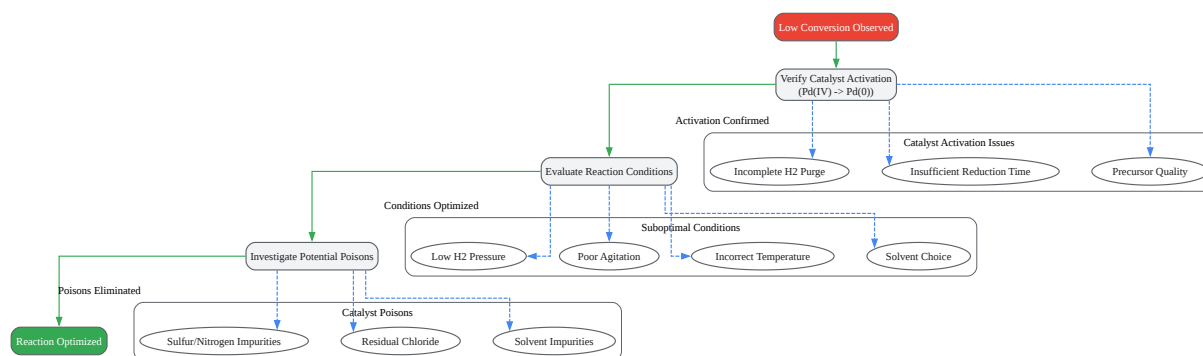 Low Conversion Observed
Verify Catalyst Activation
(Pd(IV) -> Pd(0))
Activation Confirmed
Catalyst Activation Issues
Incomplete H2 Purge
Insufficient Reduction Time
Precursor Quality
Evaluate Reaction Conditions
Conditions Optimized
Suboptimal Conditions
Low H2 Pressure
Poor Agitation
Incorrect Temperature
Solvent Choice
Investigate Potential Poisons
Poisons Eliminated
Catalyst Poisons
Reaction Optimized
Sulfur/Nitrogen Impurities
Residual Chloride
Solvent Impurities